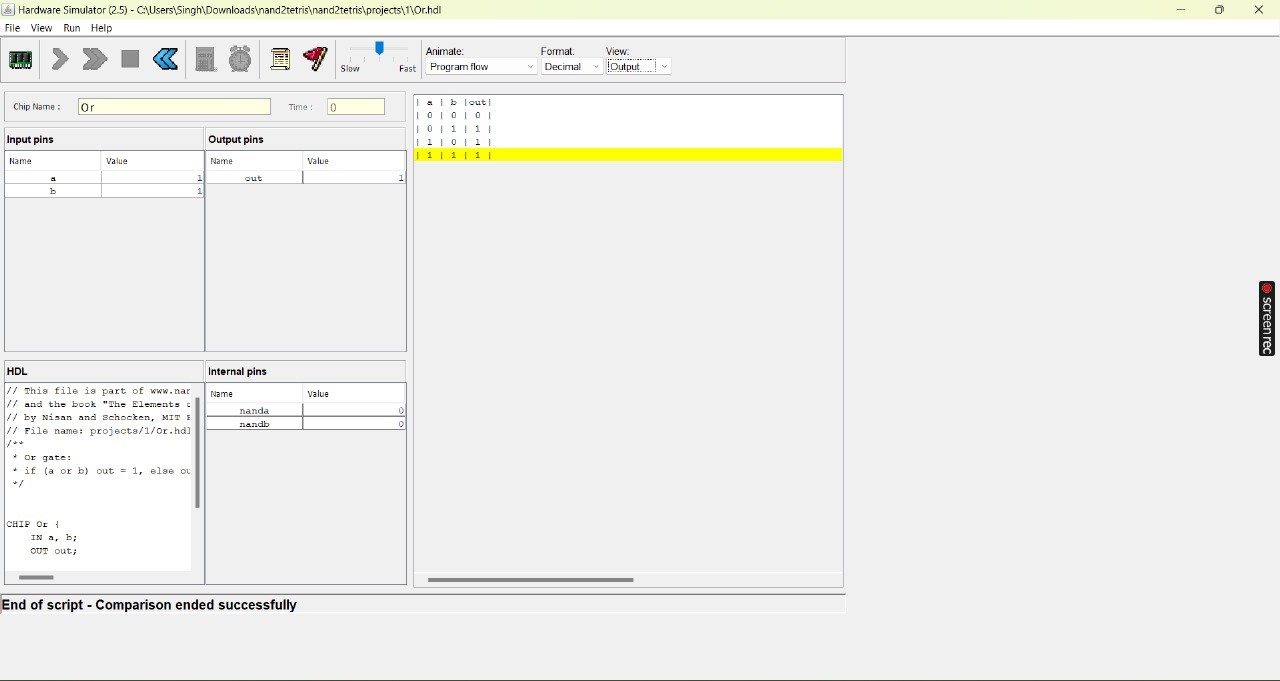 Hardware Simulator (2.5) - C:\Users\Singh\Downloads\nand2tetris\nand2tetris\projects\1\Or.hdl
File View Run Help
Slow Fast
Animate: Format: View:
Program flow Decimal Output
Chip Name : Or Time : 0
Input pins Output pins
Name Value Name Value
a 1 out 1
b 1
| a | b |out|
| 0 | 0 | 0 |
| 0 | 1 | 1 |
| 1 | 0 | 1 |
| 1 | 1 | 1 |
HDL Internal pins
Name Value
nanda 0
nandb 0
// This file is part of www.nan
// and the book "The Elements
// by Nisan and Schocken, MIT
// File name: projects/1/Or.hdl
/**
* Or gate:
* if (a or b) out = 1, else ou
*/
CHIP Or {
IN a, b;
OUT out;
End of script - Comparison ended successfully
screenrec